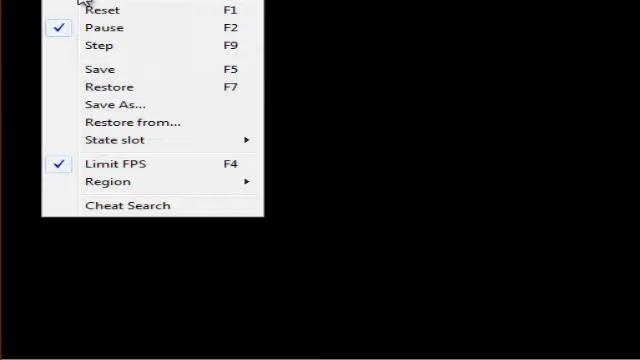 Reset F1
Pause F2
Step F9
Save F5
Restore F7
Save As...
Restore from...
State slot
Limit FPS F4
Region
Cheat Search